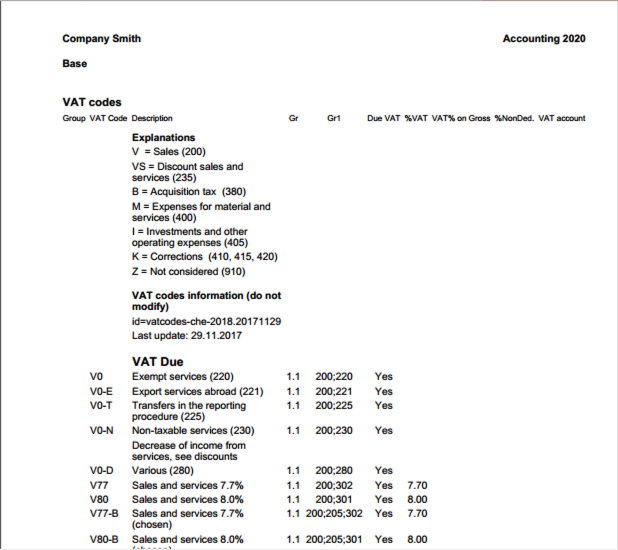 Company Smith Accounting 2020
Base
VAT codes
Group VAT Code Description Gr Gr1 Due VAT %VAT VAT% on Gross %NonDed. VAT account
Explanations
V = Sales (200)
VS = Discount sales and
services (235)
B = Acquisition tax (380)
M = Expenses for material and
services (400)
I = Investments and other
operating expenses (405)
K = Corrections (410, 415, 420)
Z = Not considered (910)
VAT codes information (do not
modify)
id=vatcodes-che-2018.20171129
Last update: 29.11.2017
VAT Due
V0 Exempt services (220) 1.1 200;220 Yes
V0-E Export services abroad (221) 1.1 200;221 Yes
V0-T Transfers in the reporting 1.1 200;225 Yes
procedure (225)
V0-N Non-taxable services (230) 1.1 200;230 Yes
Decrease of income from
services, see discounts
V0-D Various (280) 1.1 200;280 Yes
V77 Sales and services 7.7% 1.1 200;302 Yes 7.70
V80 Sales and services 8.0% 1.1 200;301 Yes 8.00
V77-B Sales and services 7.7% 1.1 200;205;302 Yes 7.70
(chosen)
V80-B Sales and services 8.0% 1.1 200;205;301 Yes 8.00